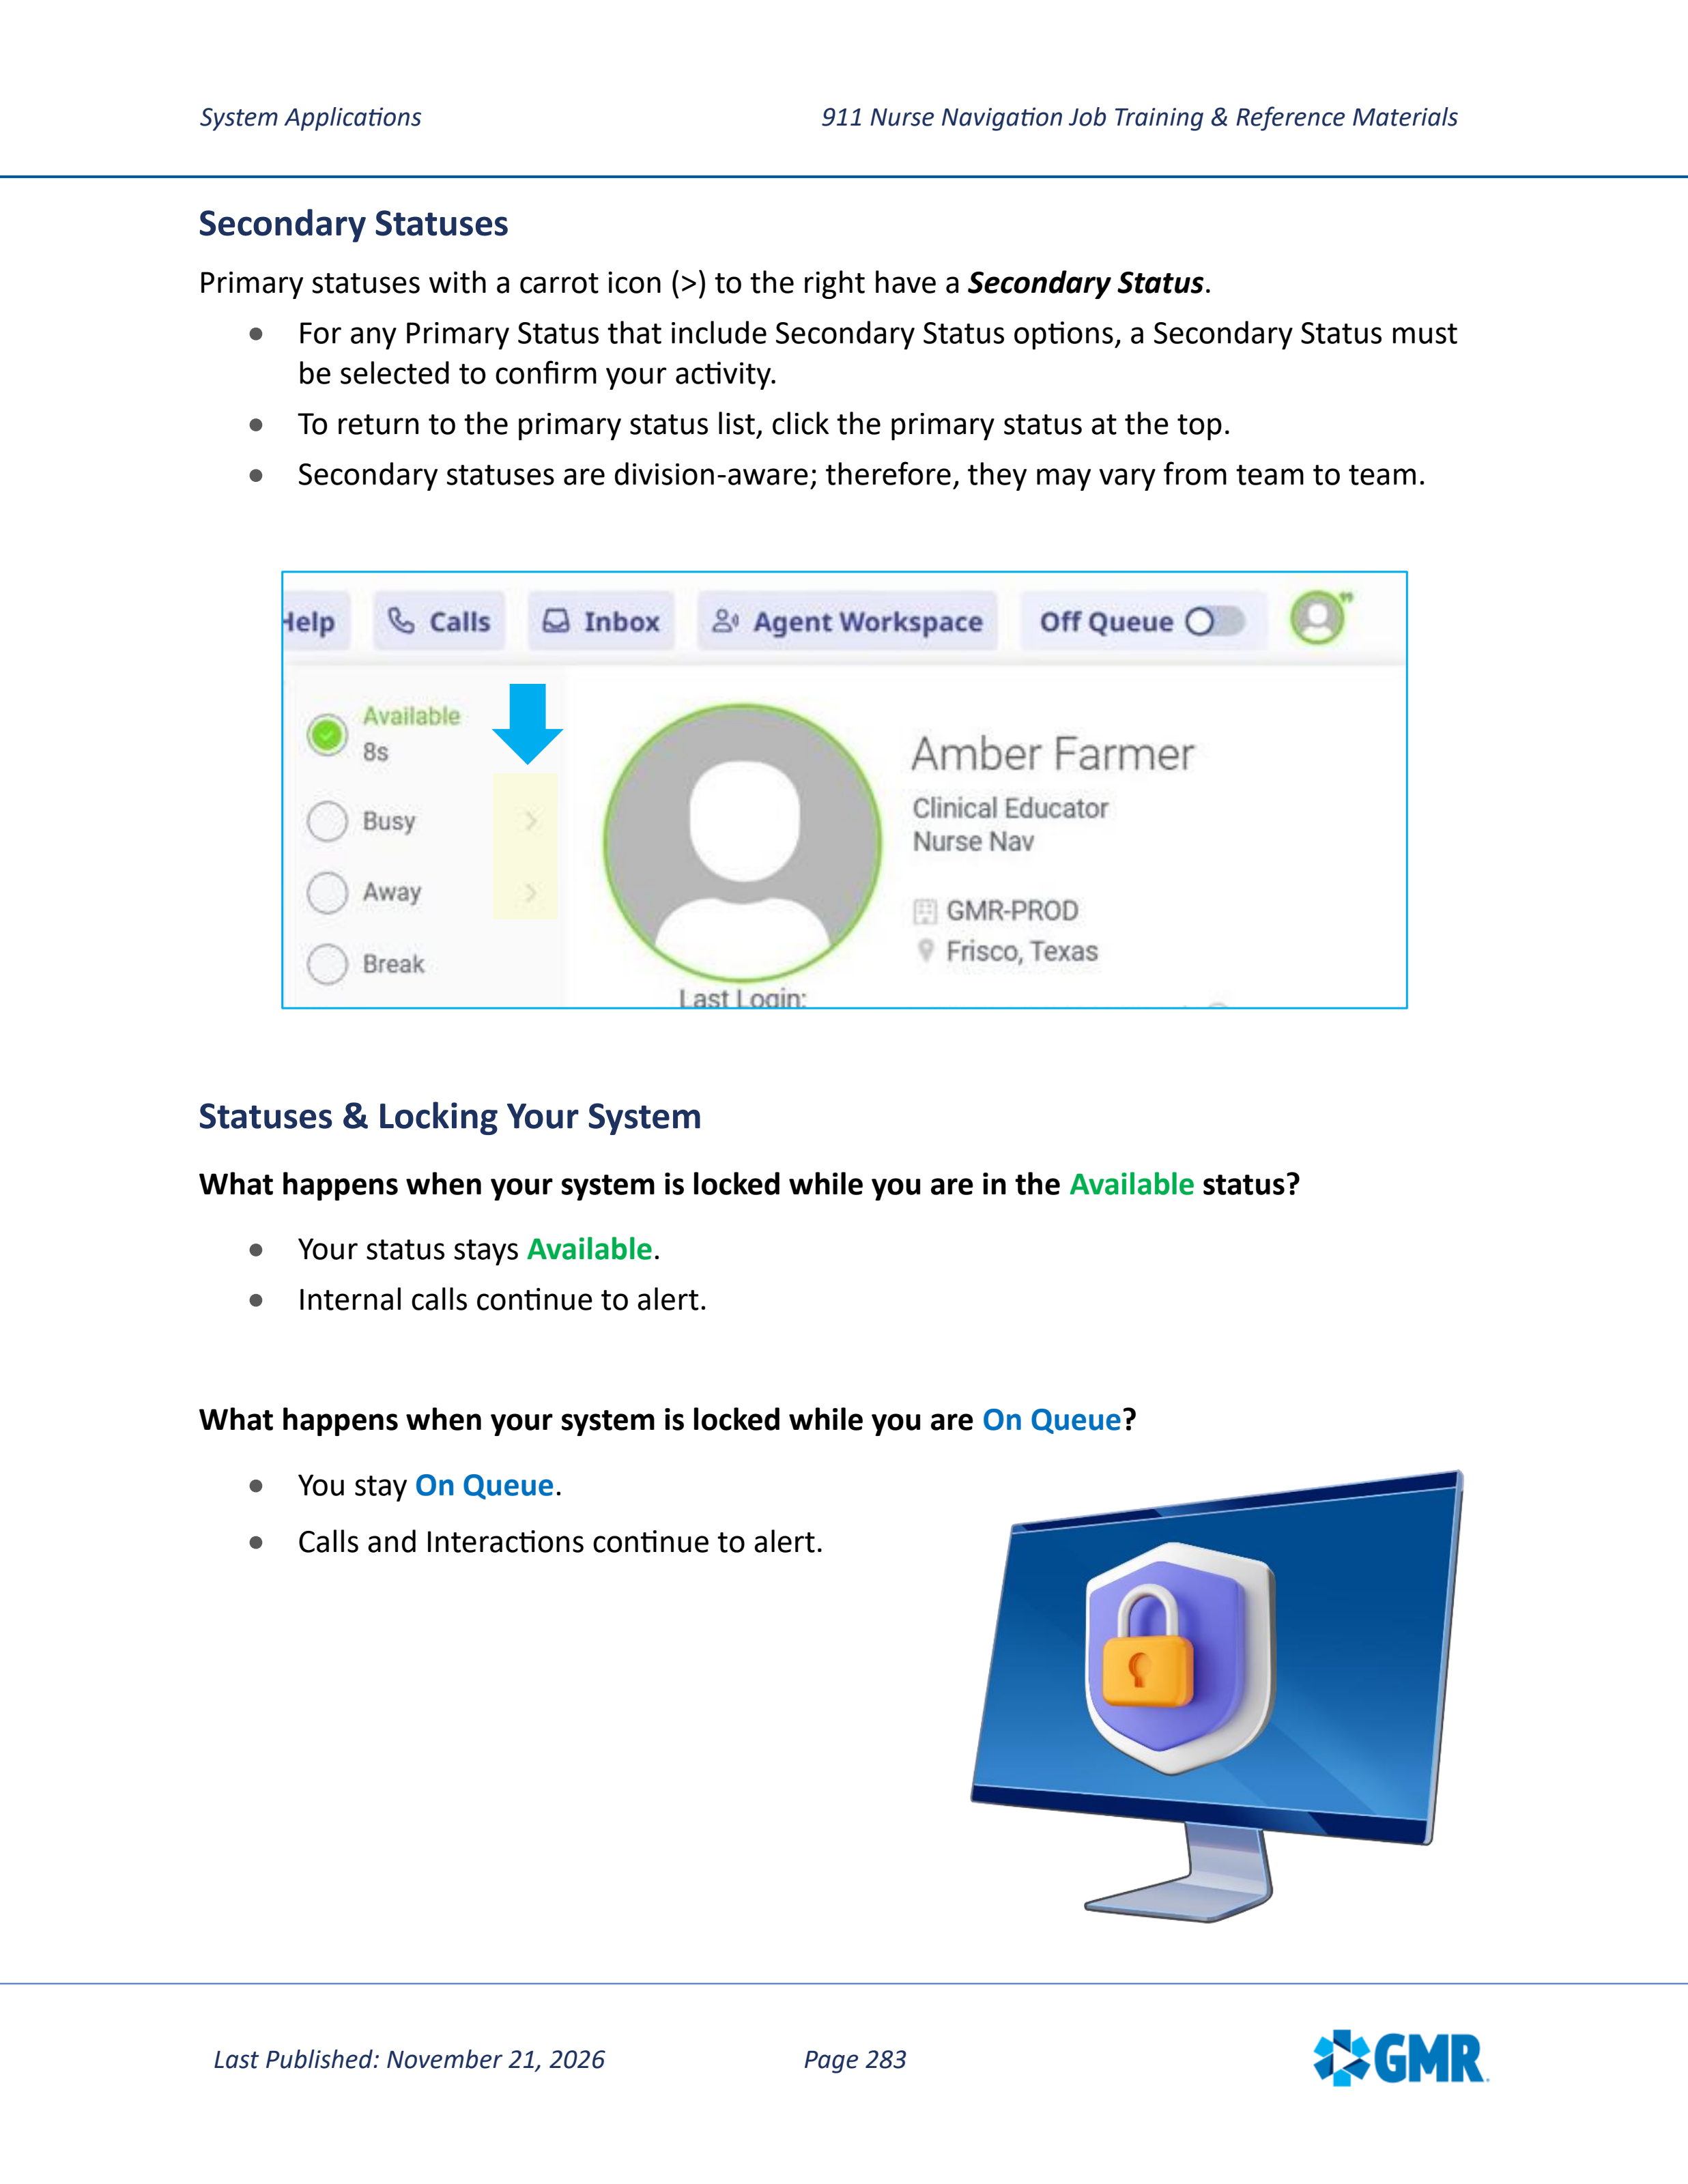 System Applications 911 Nurse Navigation Job Training & Reference Materials
Secondary Statuses
Primary statuses with a carrot icon (>) to the right have a Secondary Status.
● For any Primary Status that include Secondary Status options, a Secondary Status must
be selected to confirm your activity.
● To return to the primary status list, click the primary status at the top.
● Secondary statuses are division-aware; therefore, they may vary from team to team.
Help Calls Inbox Agent Workspace Off Queue
Available
8s
Busy >
Away >
Break
Amber Farmer
Clinical Educator
Nurse Nav
GMR-PROD
Frisco, Texas
Last Login:
Statuses & Locking Your System
What happens when your system is locked while you are in the Available status?
● Your status stays Available.
● Internal calls continue to alert.
What happens when your system is locked while you are On Queue?
● You stay On Queue.
● Calls and Interactions continue to alert.
Last Published: November 21, 2026 Page 283 GMR